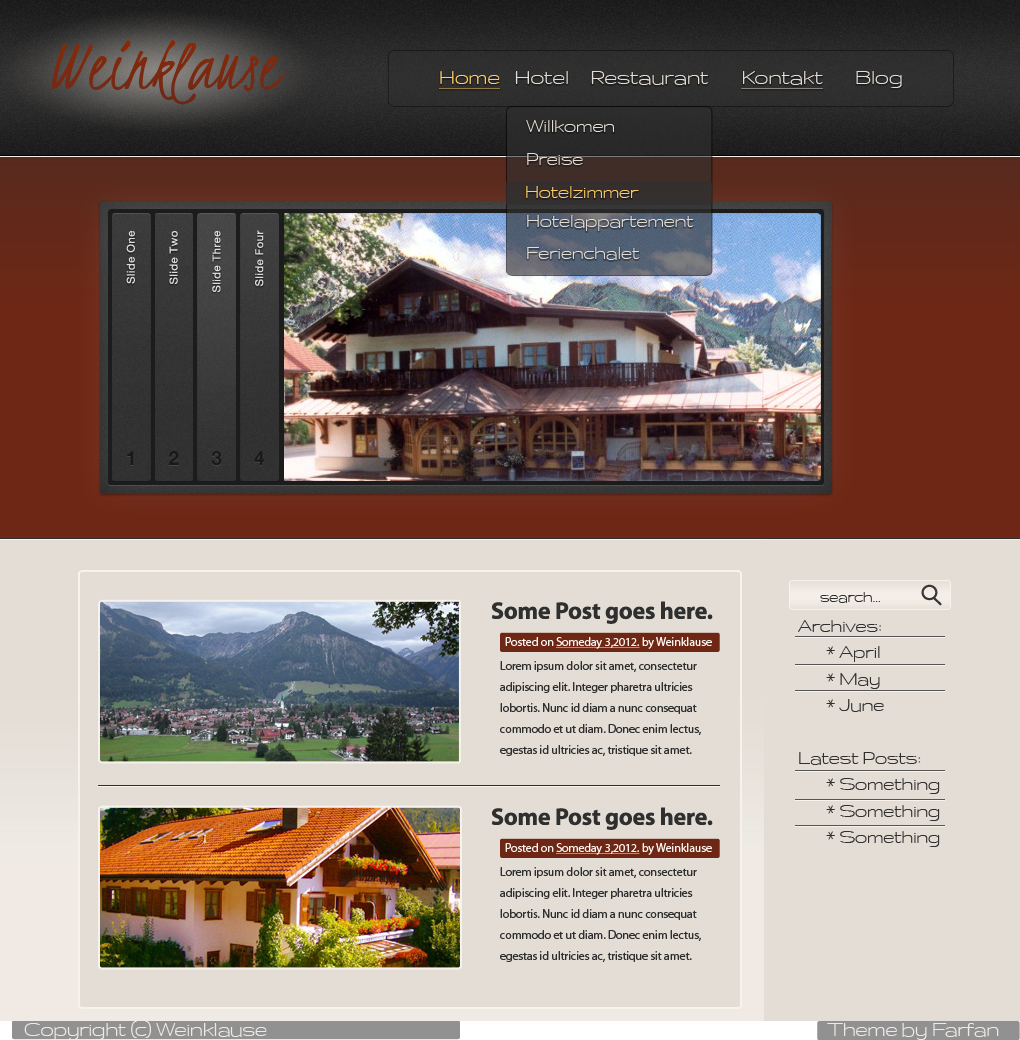 Weinklause
Home Hotel Restaurant Kontakt Blog
Willkomen
Preise
Hotelzimmer
Hotelappartement
Ferienchalet
Slide One
1
Slide Two
2
Slide Three
3
Slide Four
4
Some Post goes here.
Posted on Someday 3,2012. by Weinklause
Lorem ipsum dolor sit amet, consectetur
adipiscing elit. Integer pharetra ultricies
lobortis. Nunc id diam a nunc consequat
commodo et ut diam. Donec enim lectus,
egestas id ultricies ac, tristique sit amet.
Some Post goes here.
Posted on Someday 3,2012. by Weinklause
Lorem ipsum dolor sit amet, consectetur
adipiscing elit. Integer pharetra ultricies
lobortis. Nunc id diam a nunc consequat
commodo et ut diam. Donec enim lectus,
egestas id ultricies ac, tristique sit amet.
search...
Archives:
* April
* May
* June
Latest Posts:
* Something
* Something
* Something
Copyright (c) Weinklause
Theme by Farfan